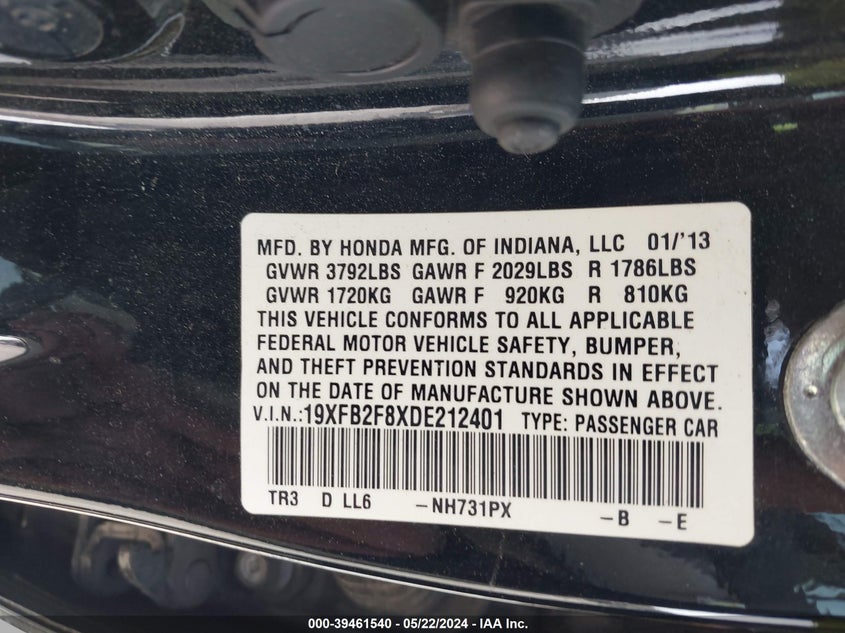 MFD. BY HONDA MFG. OF INDIANA, LLC 01/'13
GVWR 3792LBS GAWR F 2029LBS R 1786LBS
GVWR 1720KG GAWR F 920KG R 810KG
THIS VEHICLE CONFORMS TO ALL APPLICABLE
FEDERAL MOTOR VEHICLE SAFETY, BUMPER,
AND THEFT PREVENTION STANDARDS IN EFFECT
ON THE DATE OF MANUFACTURE SHOWN ABOVE.
V.I.N.:19XFB2F8XDE212401 TYPE: PASSENGER CAR
TR3 D LL6 -NH731PX -B -E
000-39461540 - 05/22/2024 - IAA Inc.